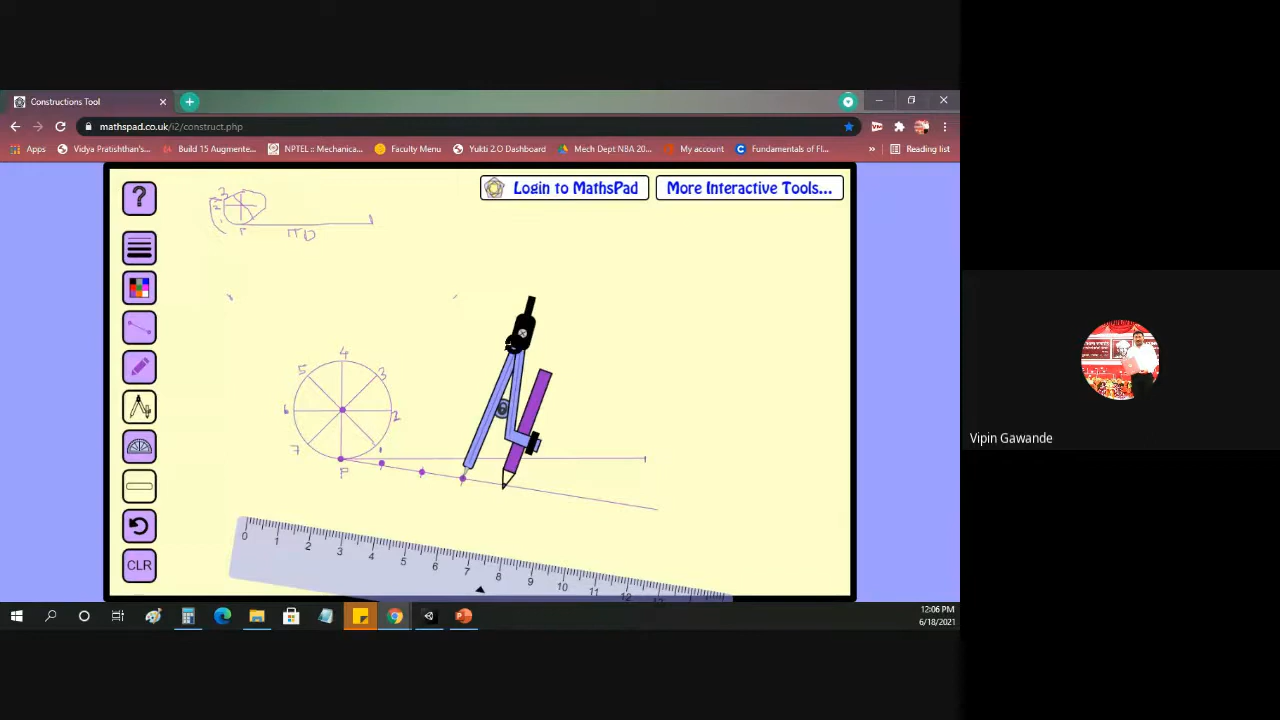 Constructions Tool
mathspad.co.uk/i2/construct.php
Apps
Vidya Pratishthan's...
Build 15 Augmente...
NPTEL :: Mechanica...
Faculty Menu
Yukti 2.O Dashboard
Mech Dept NBA 20...
My account
Fundamentals of Fl...
»
Reading list
?
Login to MathsPad
More Interactive Tools...
3
2
P
πD
4
5
3
6
2
7
1
P
0 1 2 3 4 5 6 7 8 9 10 11 12
CLR
Vipin Gawande
12:06 PM
6/18/2021